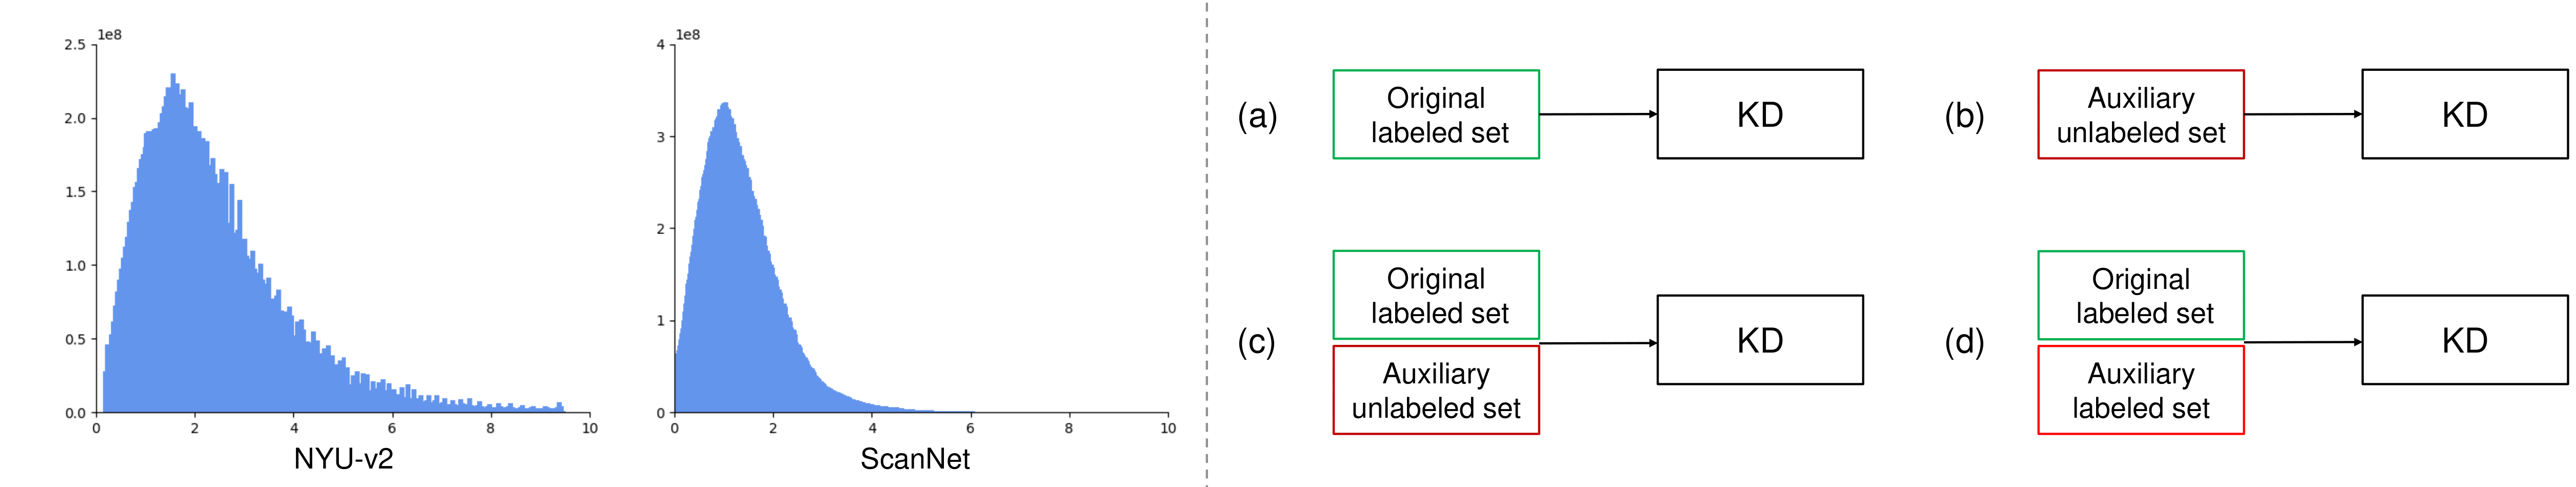 1e8
2.5
2.0
1.5
1.0
0.5
0.0
0 2 4 6 8 10
NYU-v2
1e8
4
3
2
1
0
0 2 4 6 8 10
ScanNet
(a)
Original
labeled set
KD
(b)
Auxiliary
unlabeled set
KD
(c)
Original
labeled set
Auxiliary
unlabeled set
KD
(d)
Original
labeled set
Auxiliary
labeled set
KD